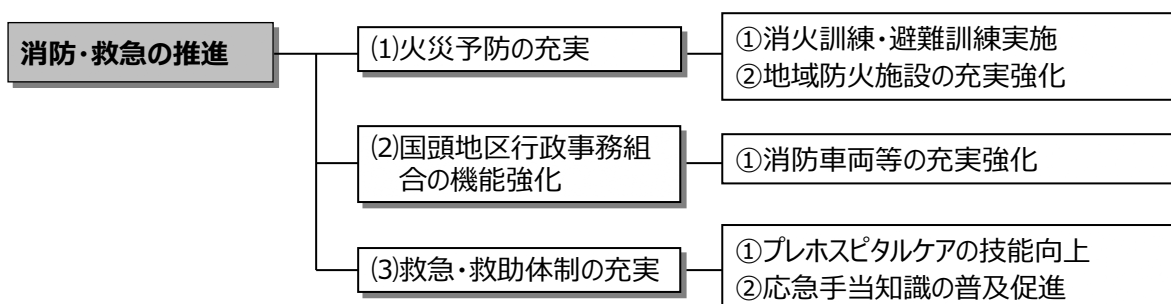 消防･救急の推進
⑴火災予防の充実
①消火訓練･避難訓練実施
②地域防火施設の充実強化
⑵国頭地区行政事務組
合の機能強化
①消防車両等の充実強化
⑶救急･救助体制の充実
①プレホスピタルケアの技能向上
②応急手当知識の普及促進